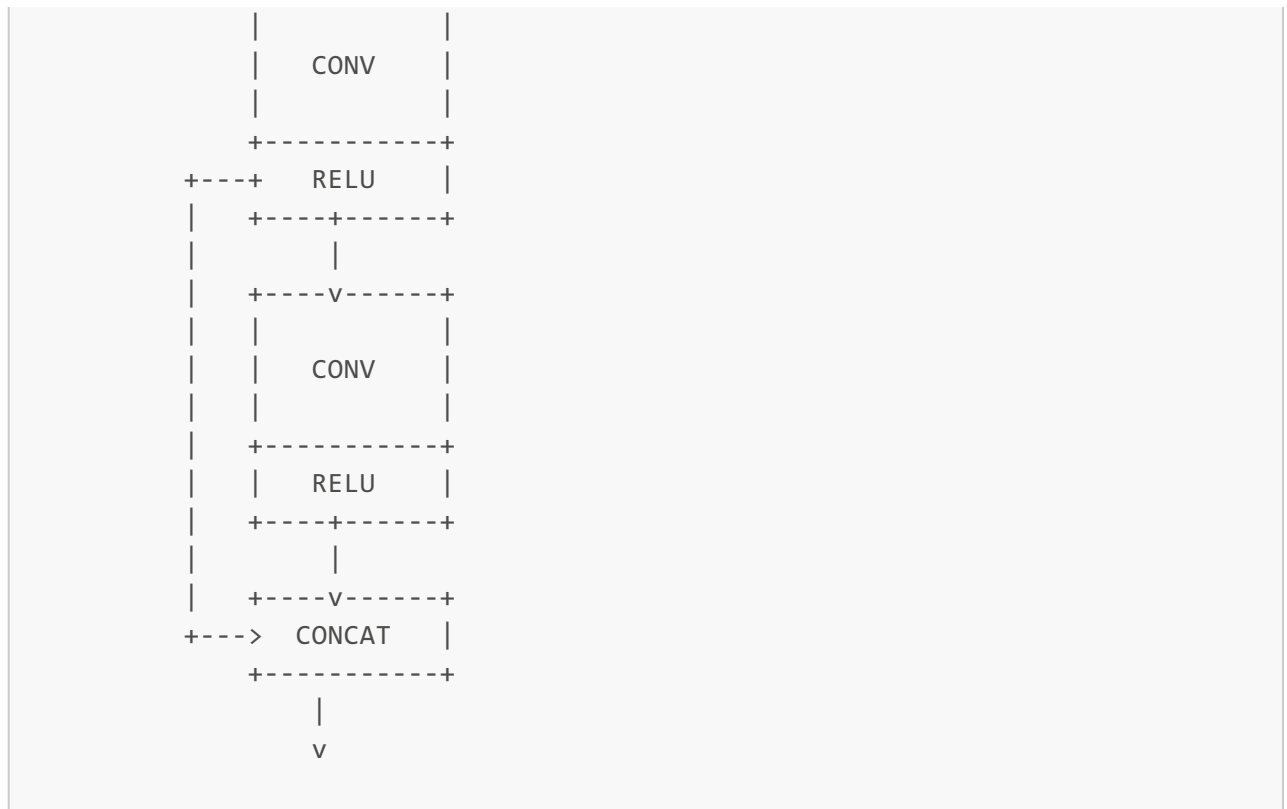 |           |
|   CONV    |
|           |
+-----------+
+----+   RELU    |
|   +----+------+
|        |
|   +----v------+
|   |           |
|   |   CONV    |
|   |           |
|   +-----------+
|   |   RELU    |
|   +----+------+
|        |
|   +----v------+
+--->  CONCAT   |
+-----------+
|
v